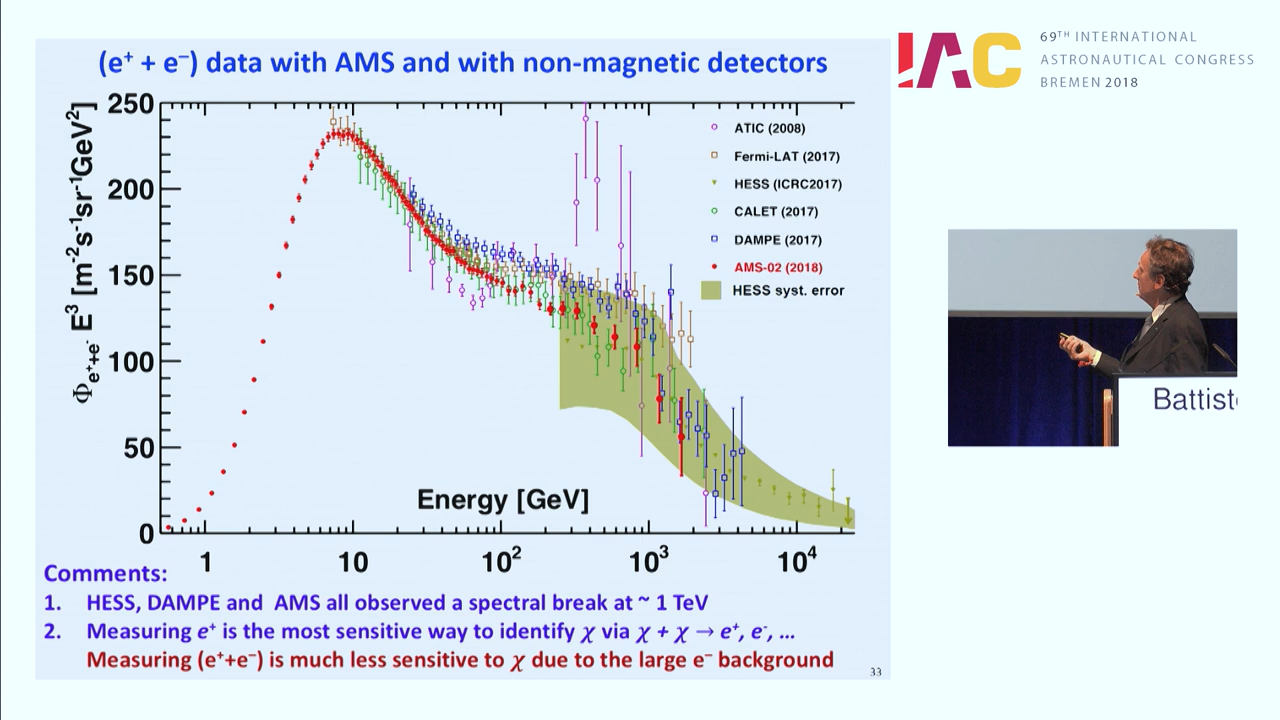 (e⁺ + e⁻) data with AMS and with non-magnetic detectors
IAC
69TH INTERNATIONAL
ASTRONAUTICAL CONGRESS
BREMEN 2018
Φe⁺+e⁻ E³ [m⁻²s⁻¹sr⁻¹GeV²]
250
200
150
100
50
0
ATIC (2008)
Fermi-LAT (2017)
HESS (ICRC2017)
CALET (2017)
DAMPE (2017)
AMS-02 (2018)
HESS syst. error
Energy [GeV]
1 10 10² 10³ 10⁴
Battist
Comments:
1. HESS, DAMPE and AMS all observed a spectral break at ~ 1 TeV
2. Measuring e⁺ is the most sensitive way to identify χ via χ + χ → e⁺, e⁻, ...
Measuring (e⁺+e⁻) is much less sensitive to χ due to the large e⁻ background
33